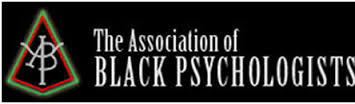 The Association of
BLACK PSYCHOLOGISTS